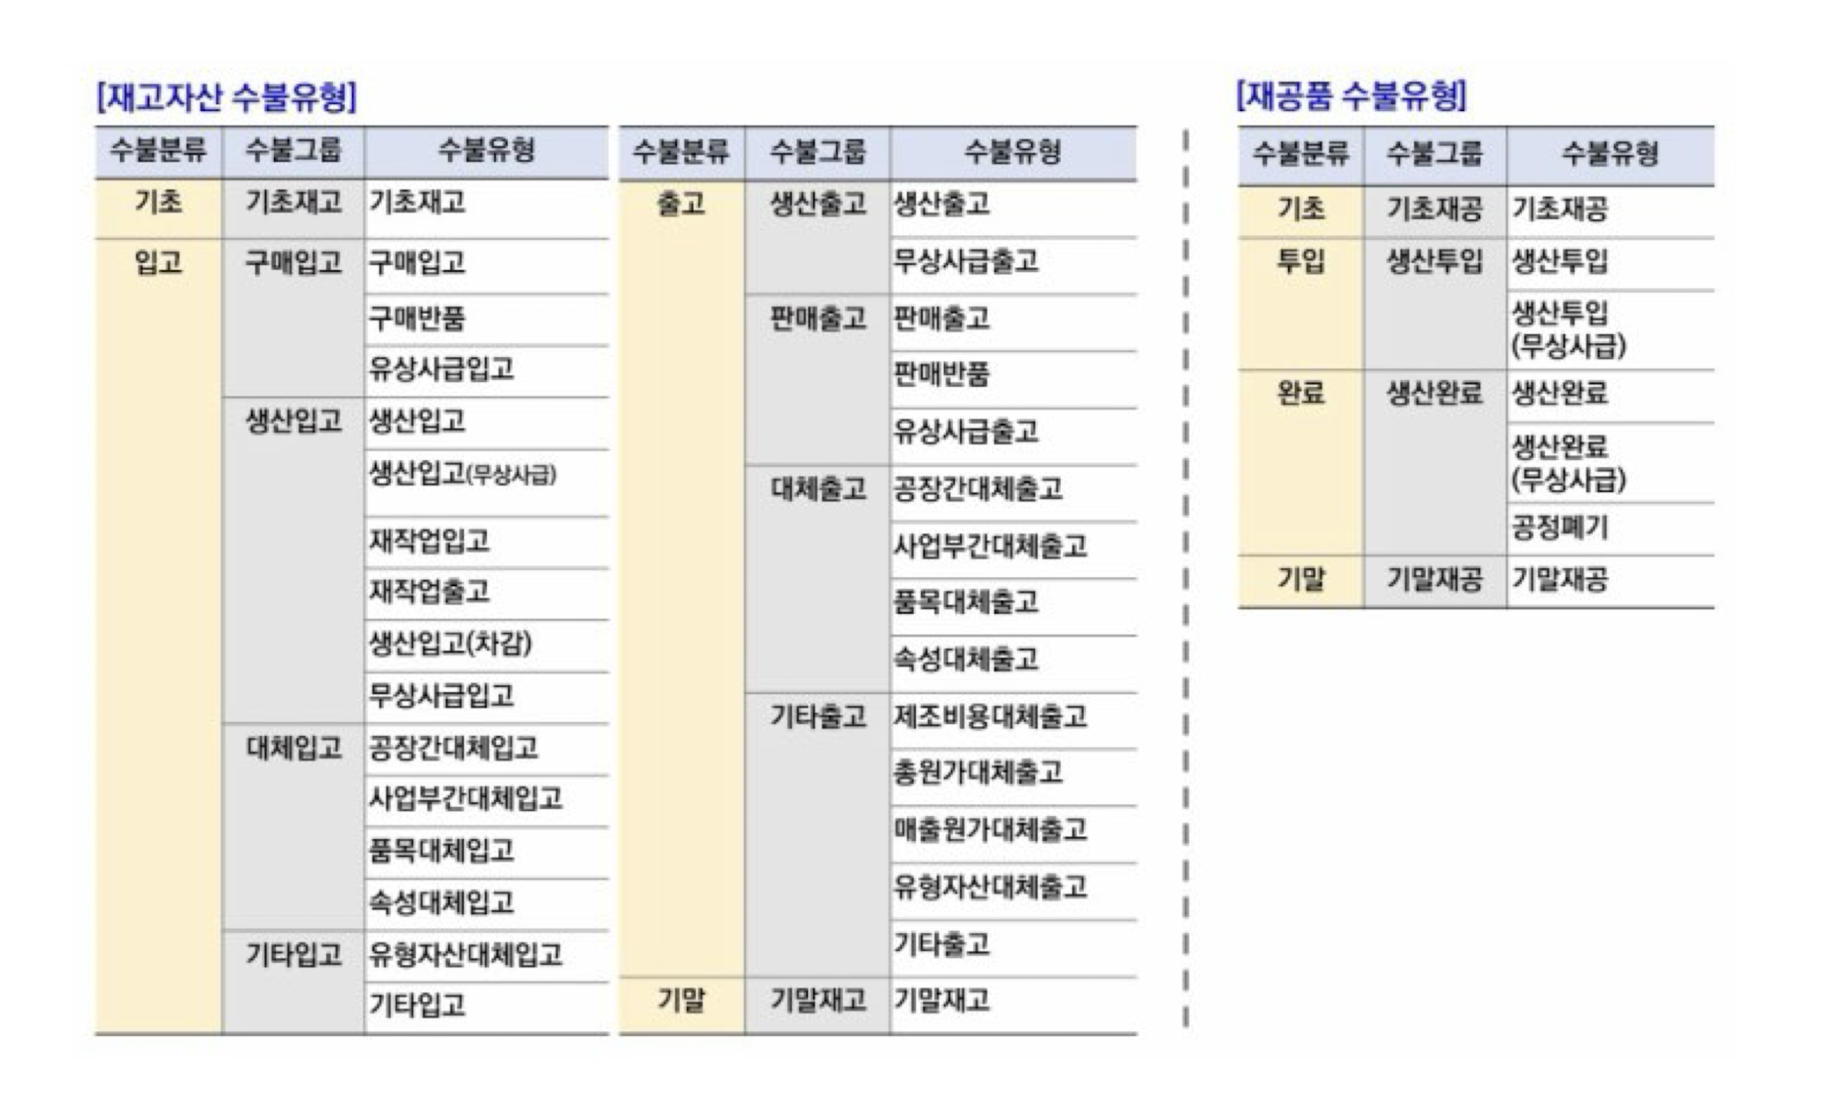 [재고자산 수불유형]
수불분류 수불그룹 수불유형
기초 기초재고 기초재고
입고 구매입고 구매입고
구매반품
유상사급입고
생산입고 생산입고
생산입고(무상사급)
재작업입고
재작업출고
생산입고(차감)
무상사급입고
대체입고 공장간대체입고
사업부간대체입고
품목대체입고
속성대체입고
기타입고 유형자산대체입고
기타입고
수불분류 수불그룹 수불유형
출고 생산출고 생산출고
무상사급출고
판매출고 판매출고
판매반품
유상사급출고
대체출고 공장간대체출고
사업부간대체출고
품목대체출고
속성대체출고
기타출고 제조비용대체출고
총원가대체출고
매출원가대체출고
유형자산대체출고
기타출고
기말 기말재고 기말재고
[재공품 수불유형]
수불분류 수불그룹 수불유형
기초 기초재공 기초재공
투입 생산투입 생산투입
생산투입
(무상사급)
완료 생산완료 생산완료
생산완료
(무상사급)
공정폐기
기말 기말재공 기말재공